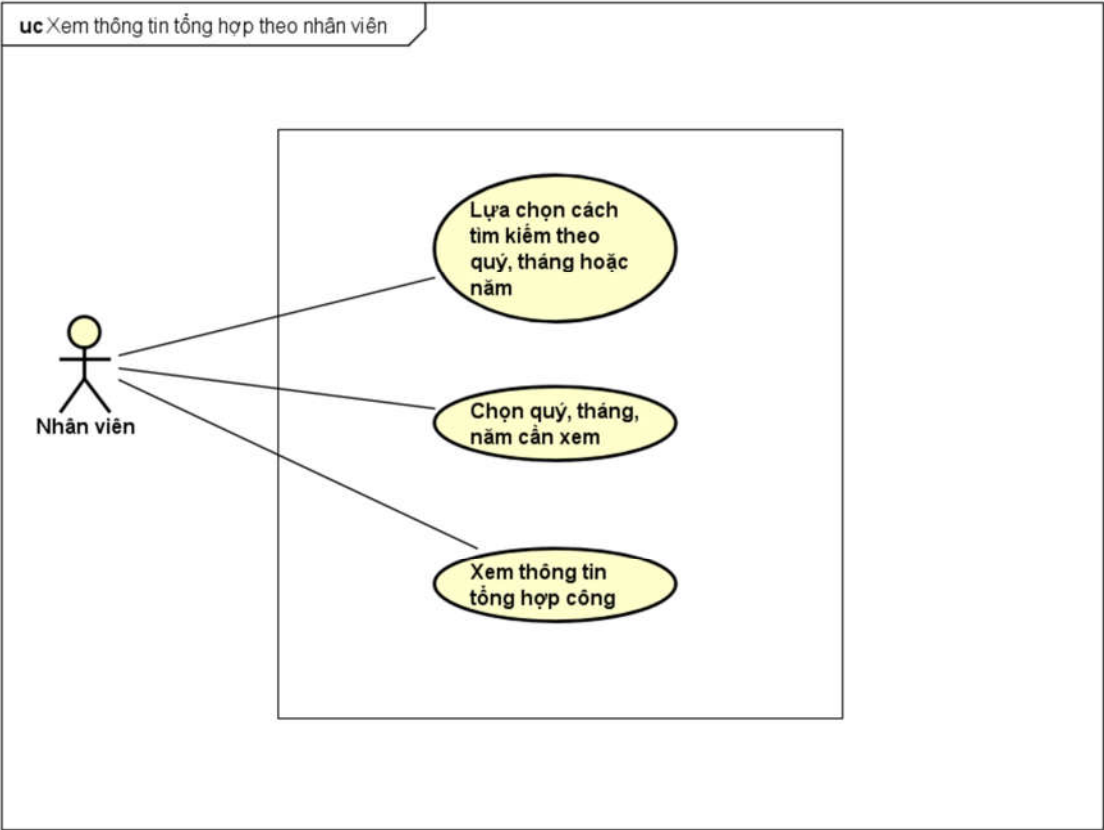 uc Xem thông tin tổng hợp theo nhân viên
Lựa chọn cách
tìm kiếm theo
quý, tháng hoặc
năm
Nhân viên
Chọn quý, tháng,
năm cần xem
Xem thông tin
tổng hợp công